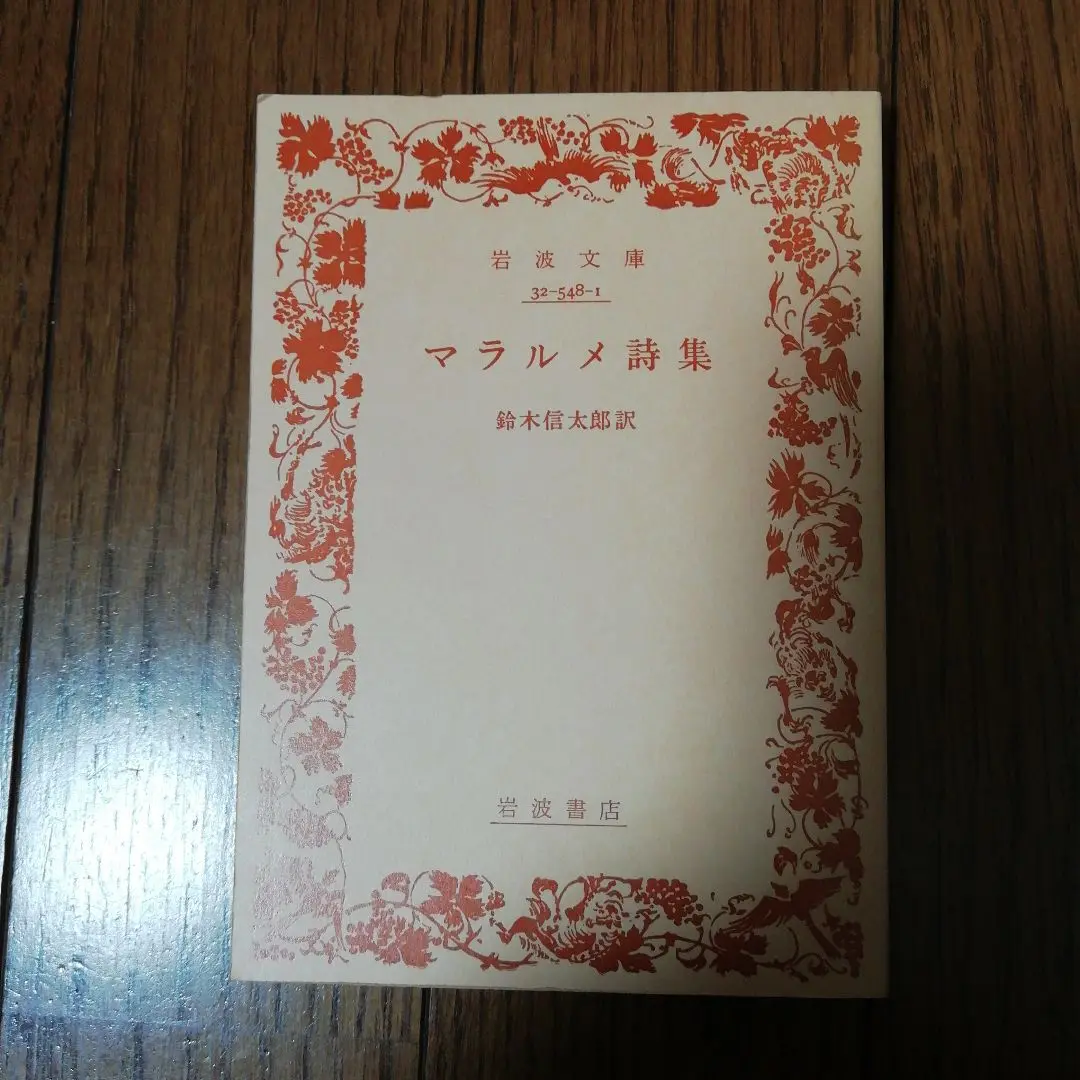 岩波文庫
32-548-1
マラルメ詩集
鈴木信太郎訳
岩波書店